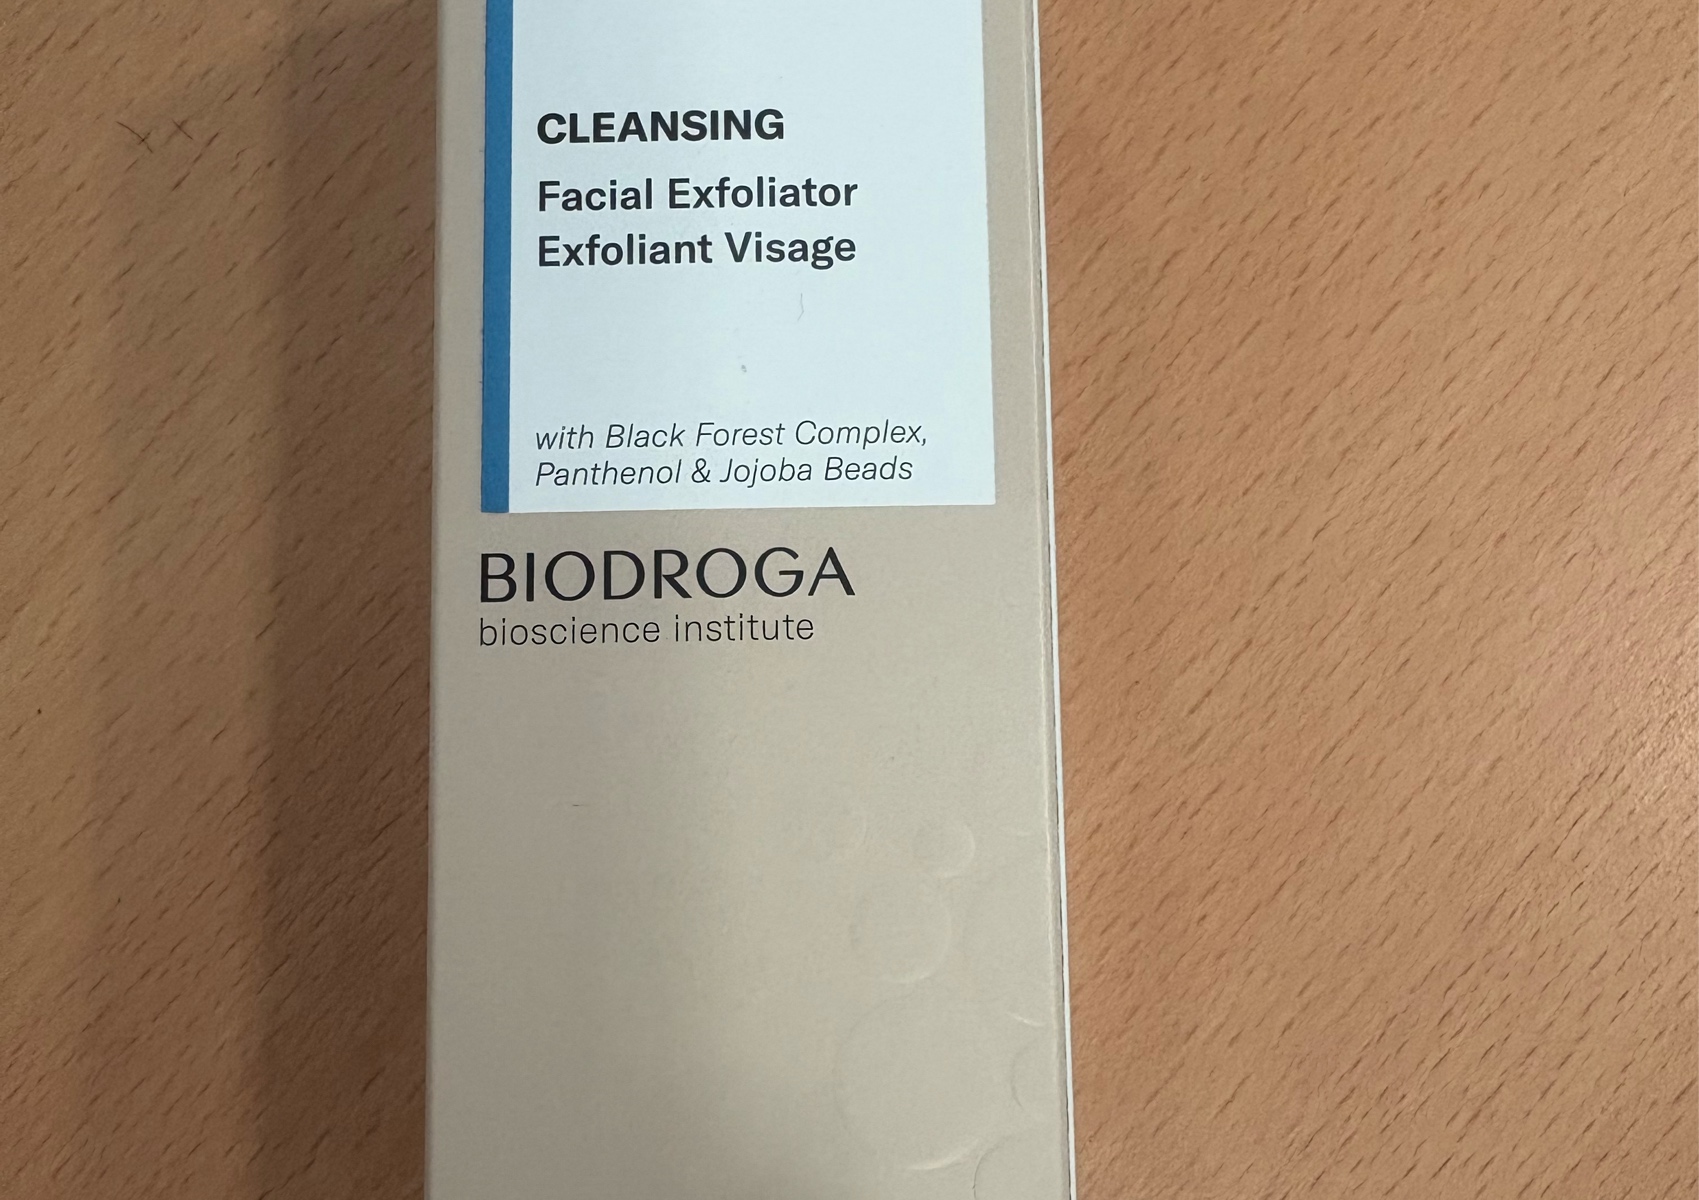 CLEANSING
Facial Exfoliator
Exfoliant Visage
with Black Forest Complex,
Panthenol & Jojoba Beads
BIODROGA
bioscience institute